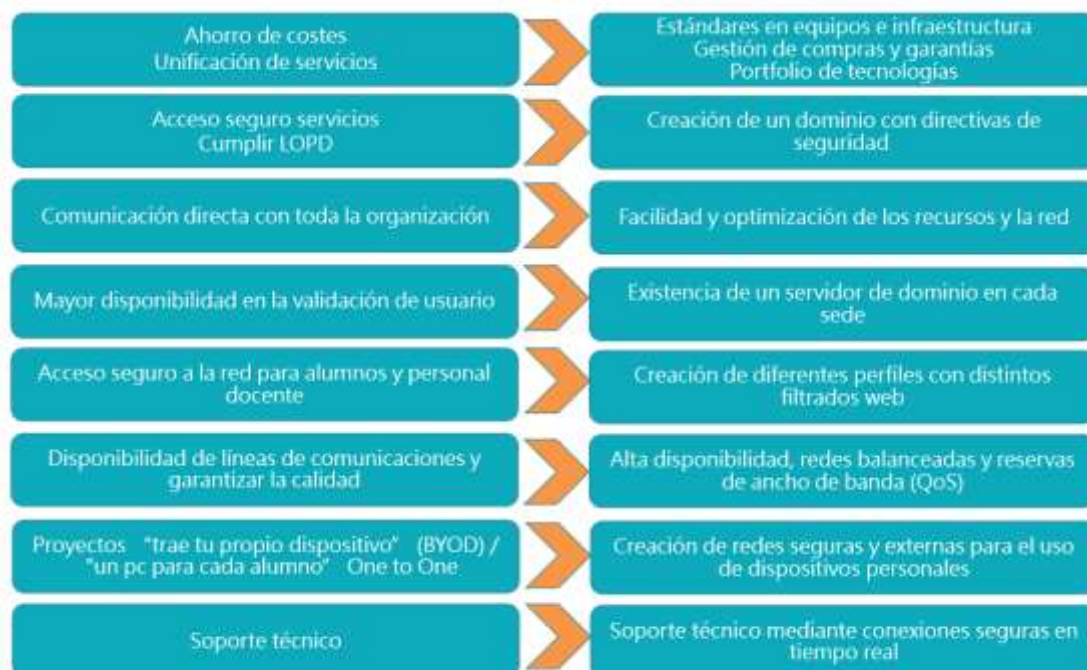 Ahorro de costes
Unificación de servicios
Estándares en equipos e infraestructura
Gestión de compras y garantías
Portfolio de tecnologías
Acceso seguro servicios
Cumplir LOPD
Creación de un dominio con directivas de
seguridad
Comunicación directa con toda la organización
Facilidad y optimización de los recursos y la red
Mayor disponibilidad en la validación de usuario
Existencia de un servidor de dominio en cada
sede
Acceso seguro a la red para alumnos y personal
docente
Creación de diferentes perfiles con distintos
filtrados web
Disponibilidad de líneas de comunicaciones y
garantizar la calidad
Alta disponibilidad, redes balanceadas y reservas
de ancho de banda (QoS)
Proyectos “trae tu propio dispositivo” (BYOD) /
“un pc para cada alumno” One to One
Creación de redes seguras y externas para el uso
de dispositivos personales
Soporte técnico
Soporte técnico mediante conexiones seguras en
tiempo real